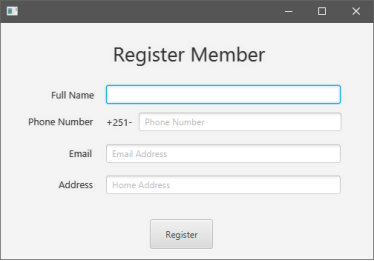 Register Member
Full Name
Phone Number +251- Phone Number
Email Email Address
Address Home Address
Register